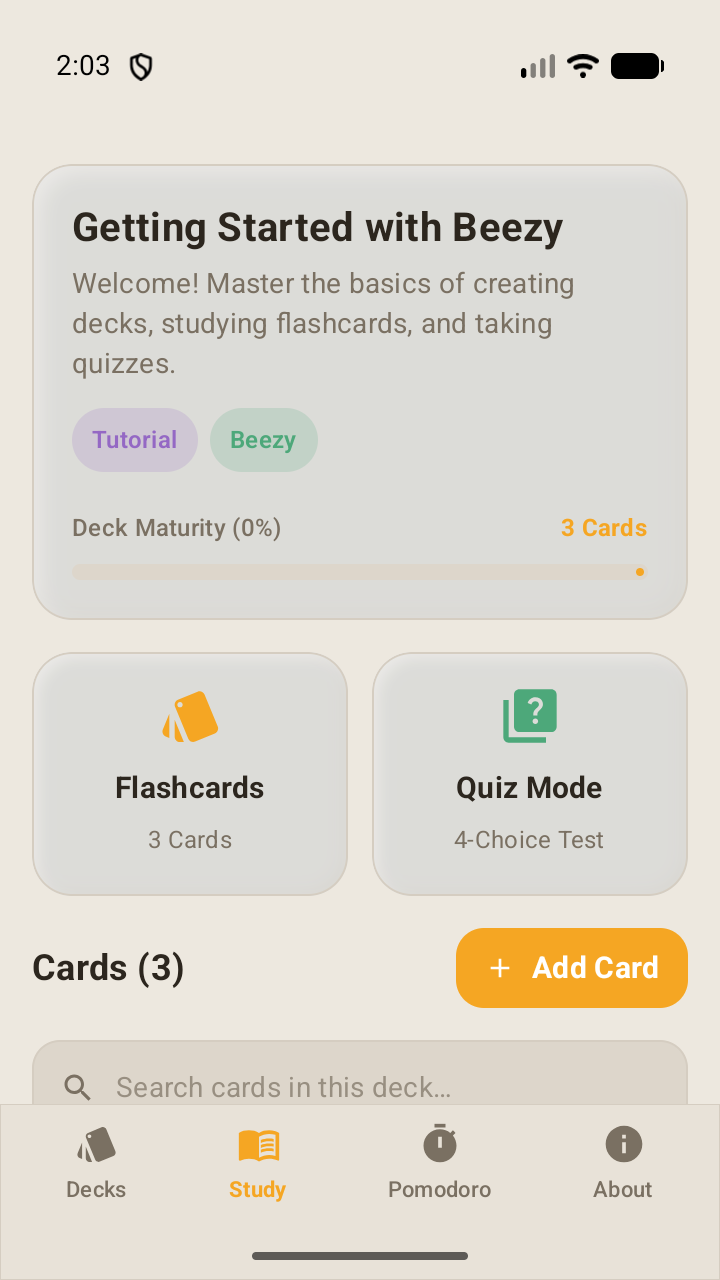 2:03
Getting Started with Beezy
Welcome! Master the basics of creating
decks, studying flashcards, and taking
quizzes.
Tutorial
Beezy
Deck Maturity (0%)
3 Cards
Flashcards
3 Cards
Quiz Mode
4-Choice Test
Cards (3)
+ Add Card
Search cards in this deck…
Decks
Study
Pomodoro
About